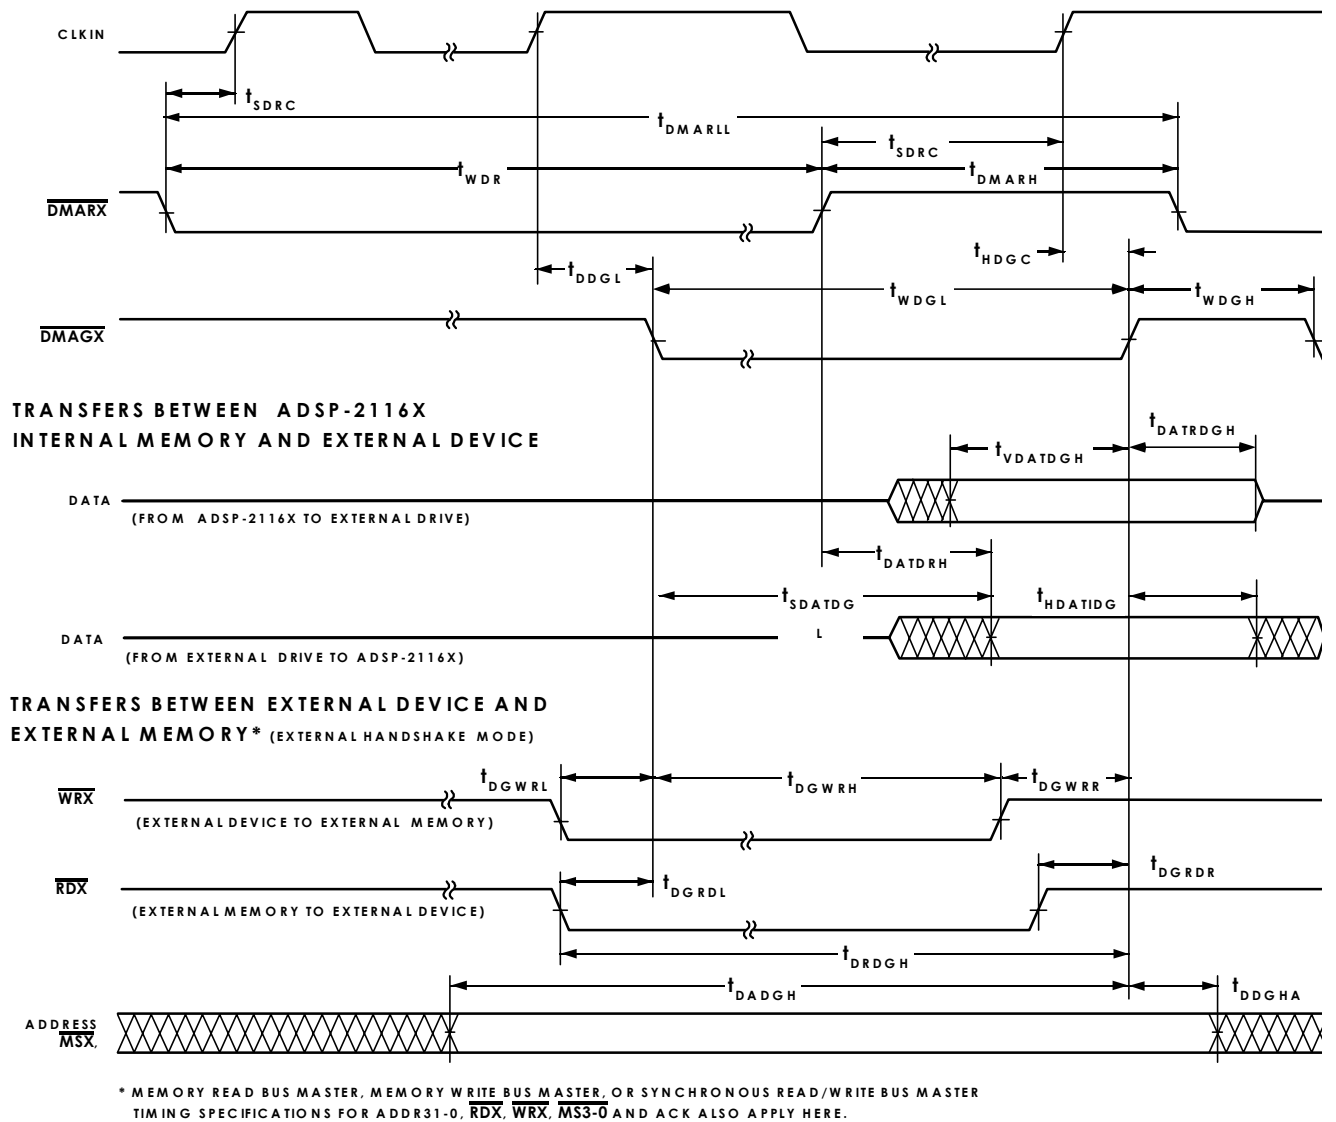 CLKIN
tSDRC
tDMARLL
tSDRC
tWDR
tDMARH
DMARX
tHDGC
tDDGL
tWDGL
tWDGH
DMAGX
TRANSFERS BETWEEN ADSP-2116X
INTERNAL MEMORY AND EXTERNAL DEVICE
tDATRDGH
tVDATDGH
DATA
(FROM ADSP-2116X TO EXTERNAL DRIVE)
tDATDRH
tSDATDG
L
tHDATIDG
DATA
(FROM EXTERNAL DRIVE TO ADSP-2116X)
TRANSFERS BETWEEN EXTERNAL DEVICE AND
EXTERNAL MEMORY* (EXTERNAL HANDSHAKE MODE)
tDGWRL
tDGWRH
tDGWRR
WRX
(EXTERNAL DEVICE TO EXTERNAL MEMORY)
tDGRDR
RDX
tDGRDL
(EXTERNAL MEMORY TO EXTERNAL DEVICE)
tDRDGH
tDADGH
tDDGHA
ADDRESS
MSX,
* MEMORY READ BUS MASTER, MEMORY WRITE BUS MASTER, OR SYNCHRONOUS READ/WRITE BUS MASTER
TIMING SPECIFICATIONS FOR ADDR31-0, RDX, WRX, MS3-0 AND ACK ALSO APPLY HERE.